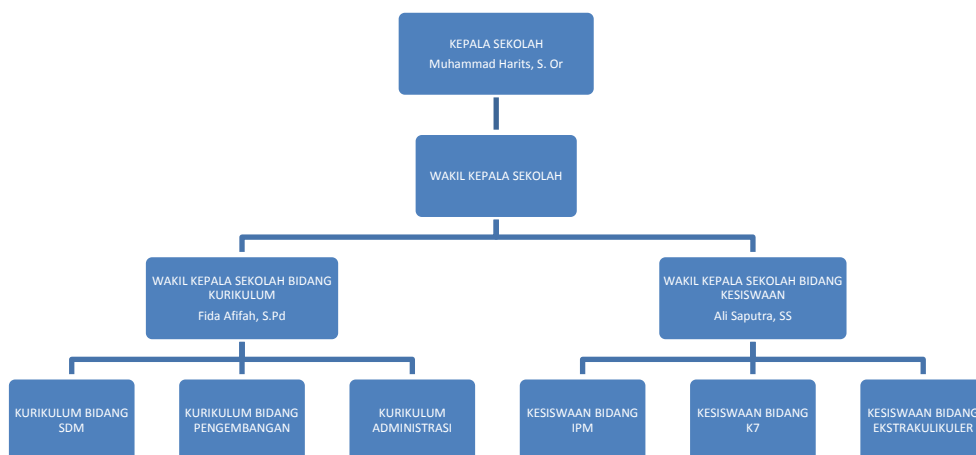 KEPALA SEKOLAH
Muhammad Harits, S. Or
WAKIL KEPALA SEKOLAH
WAKIL KEPALA SEKOLAH BIDANG
KURIKULUM
Fida Afifah, S.Pd
WAKIL KEPALA SEKOLAH BIDANG
KESISWAAN
Ali Saputra, SS
KURIKULUM BIDANG
SDM
KURIKULUM BIDANG
PENGEMBANGAN
KURIKULUM
ADMINISTRASI
KESISWAAN BIDANG
IPM
KESISWAAN BIDANG
K7
KESISWAAN BIDANG
EKSTRAKULIKULER